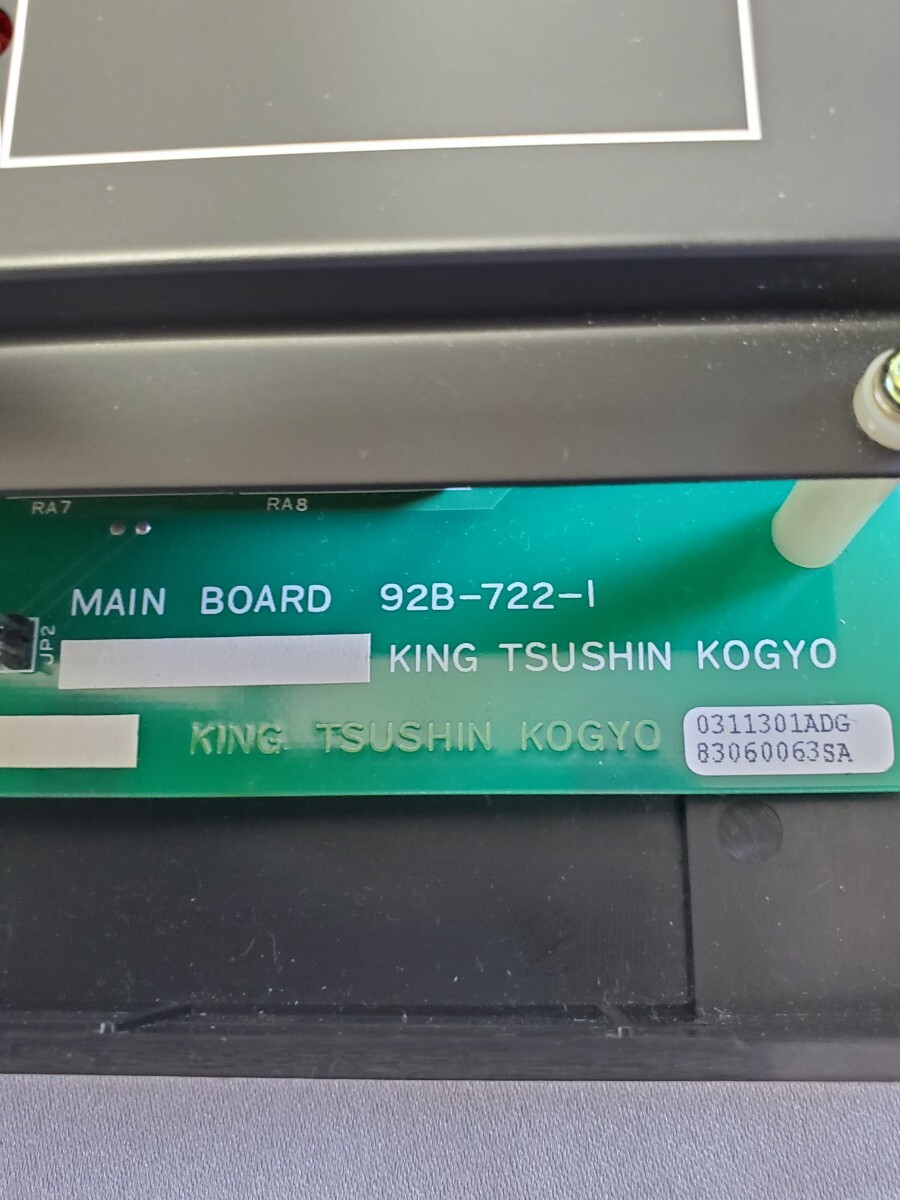 RA7
RA8
MAIN BOARD 92B-722-1
JP2
KING TSUSHIN KOGYO
KING TSUSHIN KOGYO
0311301ADG
83060063SA